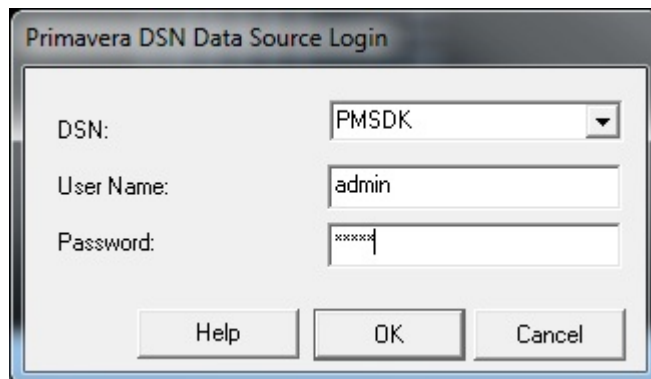 Primavera DSN Data Source Login
DSN: PMSDK
User Name: admin
Password: *****
Help OK Cancel